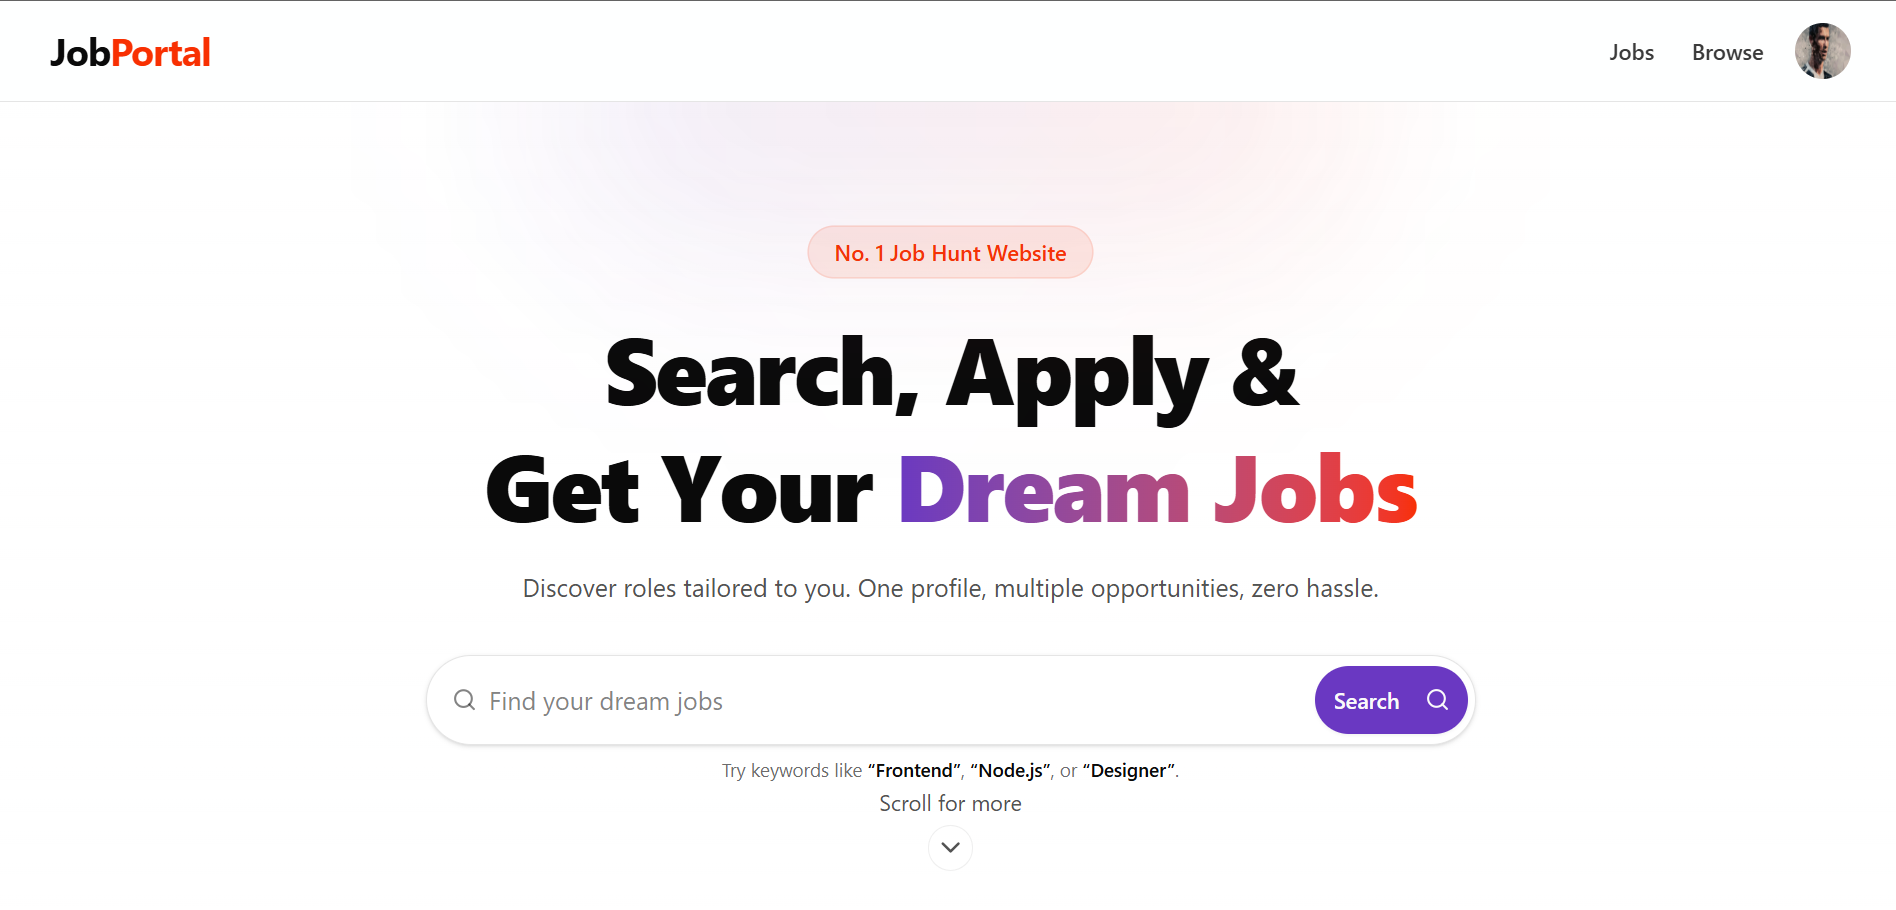 JobPortal
Jobs
Browse
No. 1 Job Hunt Website
Search, Apply &
Get Your Dream Jobs
Discover roles tailored to you. One profile, multiple opportunities, zero hassle.
Find your dream jobs
Search
Try keywords like “Frontend”, “Node.js”, or “Designer”.
Scroll for more